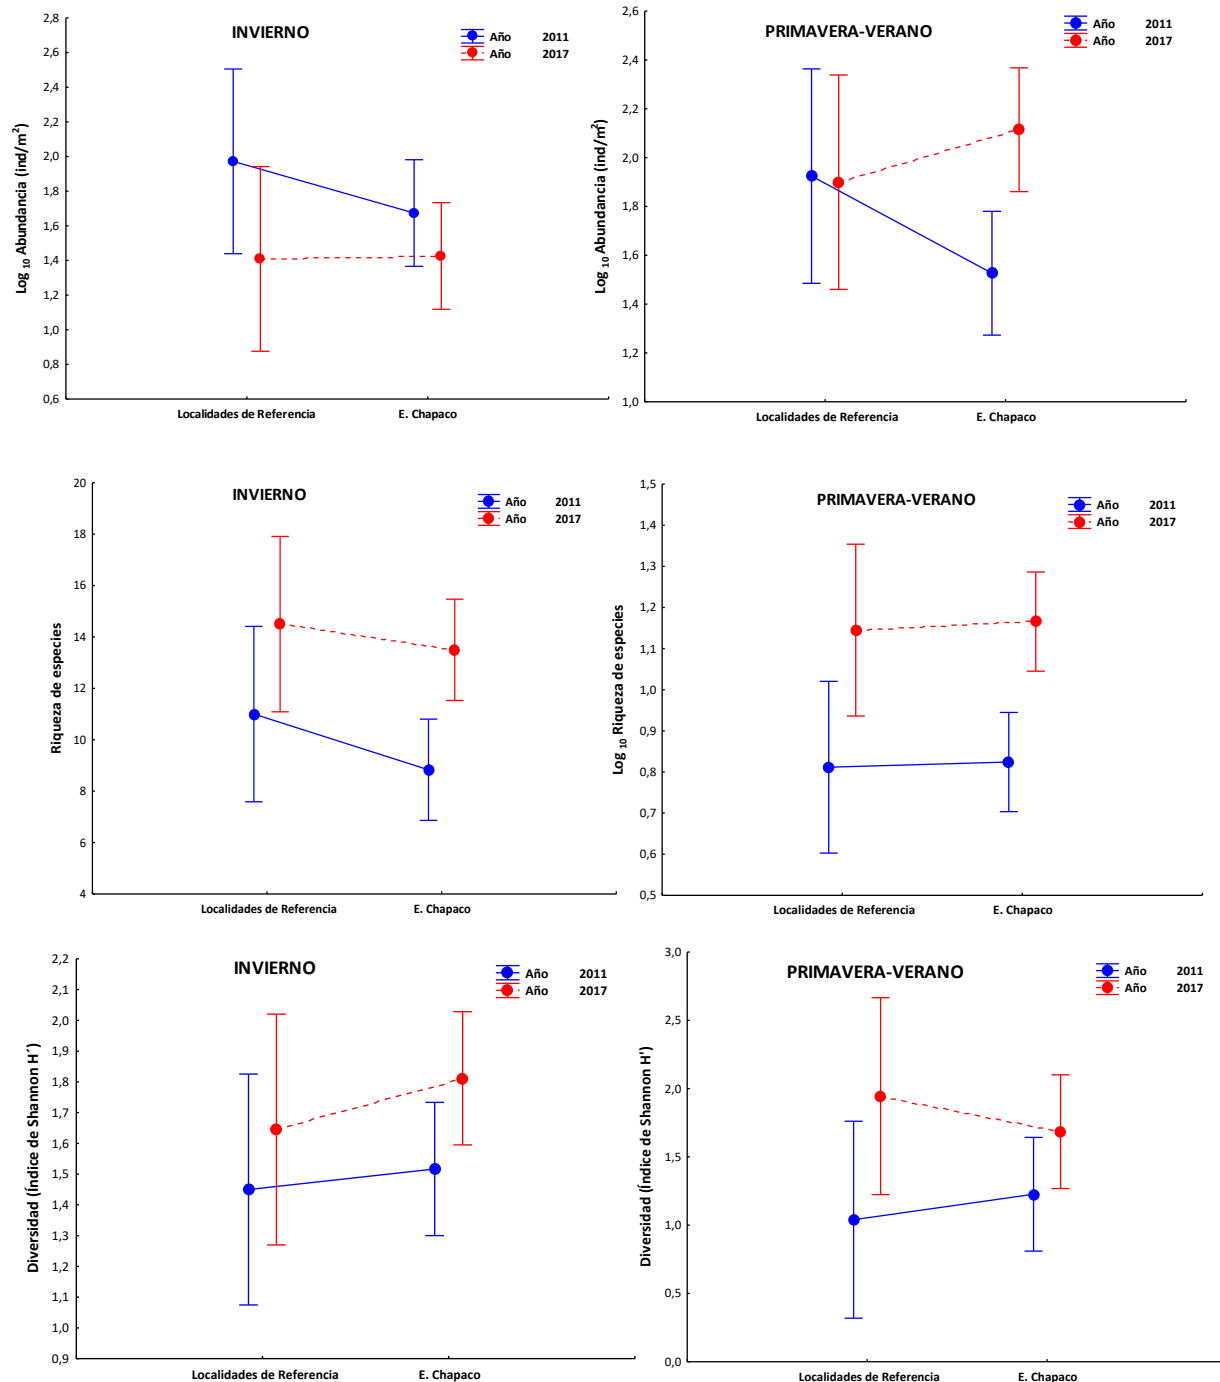 INVIERNO
Año 2011
Año 2017
Log 10 Abundancia (ind/m²)
2,8
2,6
2,4
2,2
2,0
1,8
1,6
1,4
1,2
1,0
0,8
0,6
Localidades de Referencia
E. Chapaco
PRIMAVERA-VERANO
Año 2011
Año 2017
Log 10 Abundancia (ind/m²)
2,6
2,4
2,2
2,0
1,8
1,6
1,4
1,2
1,0
Localidades de Referencia
E. Chapaco
INVIERNO
Año 2011
Año 2017
Riqueza de especies
20
18
16
14
12
10
8
6
4
Localidades de Referencia
E. Chapaco
PRIMAVERA-VERANO
Año 2011
Año 2017
Log 10 Riqueza de especies
1,5
1,4
1,3
1,2
1,1
1,0
0,9
0,8
0,7
0,6
0,5
Localidades de Referencia
E. Chapaco
INVIERNO
Año 2011
Año 2017
Diversidad (Índice de Shannon H´)
2,2
2,1
2,0
1,9
1,8
1,7
1,6
1,5
1,4
1,3
1,2
1,1
1,0
0,9
Localidades de Referencia
E. Chapaco
PRIMAVERA-VERANO
Año 2011
Año 2017
Diversidad (Índice de Shannon H')
3,0
2,5
2,0
1,5
1,0
0,5
0,0
Localidades de Referencia
E. Chapaco